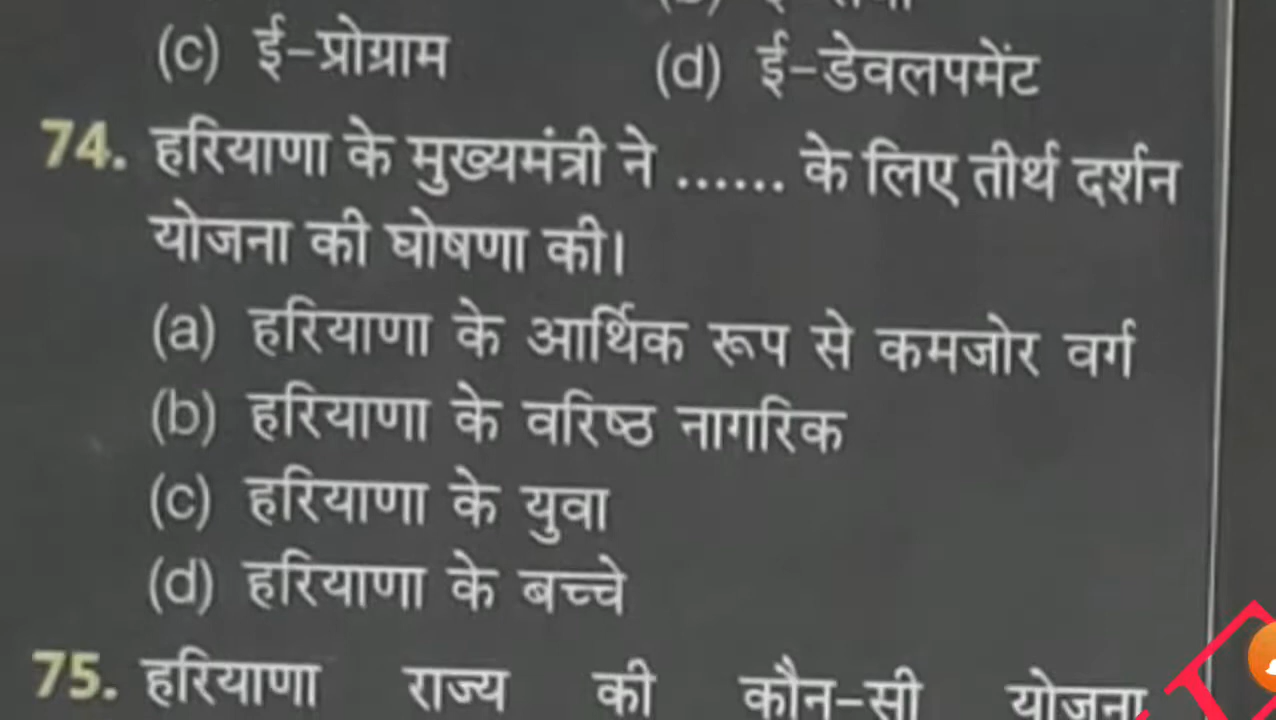 (c) ई-प्रोग्राम (d) ई-डेवलपमेंट
74. हरियाणा के मुख्यमंत्री ने ...... के लिए तीर्थ दर्शन
योजना की घोषणा की।
(a) हरियाणा के आर्थिक रूप से कमजोर वर्ग
(b) हरियाणा के वरिष्ठ नागरिक
(c) हरियाणा के युवा
(d) हरियाणा के बच्चे
75. हरियाणा राज्य की कौन-सी योजना